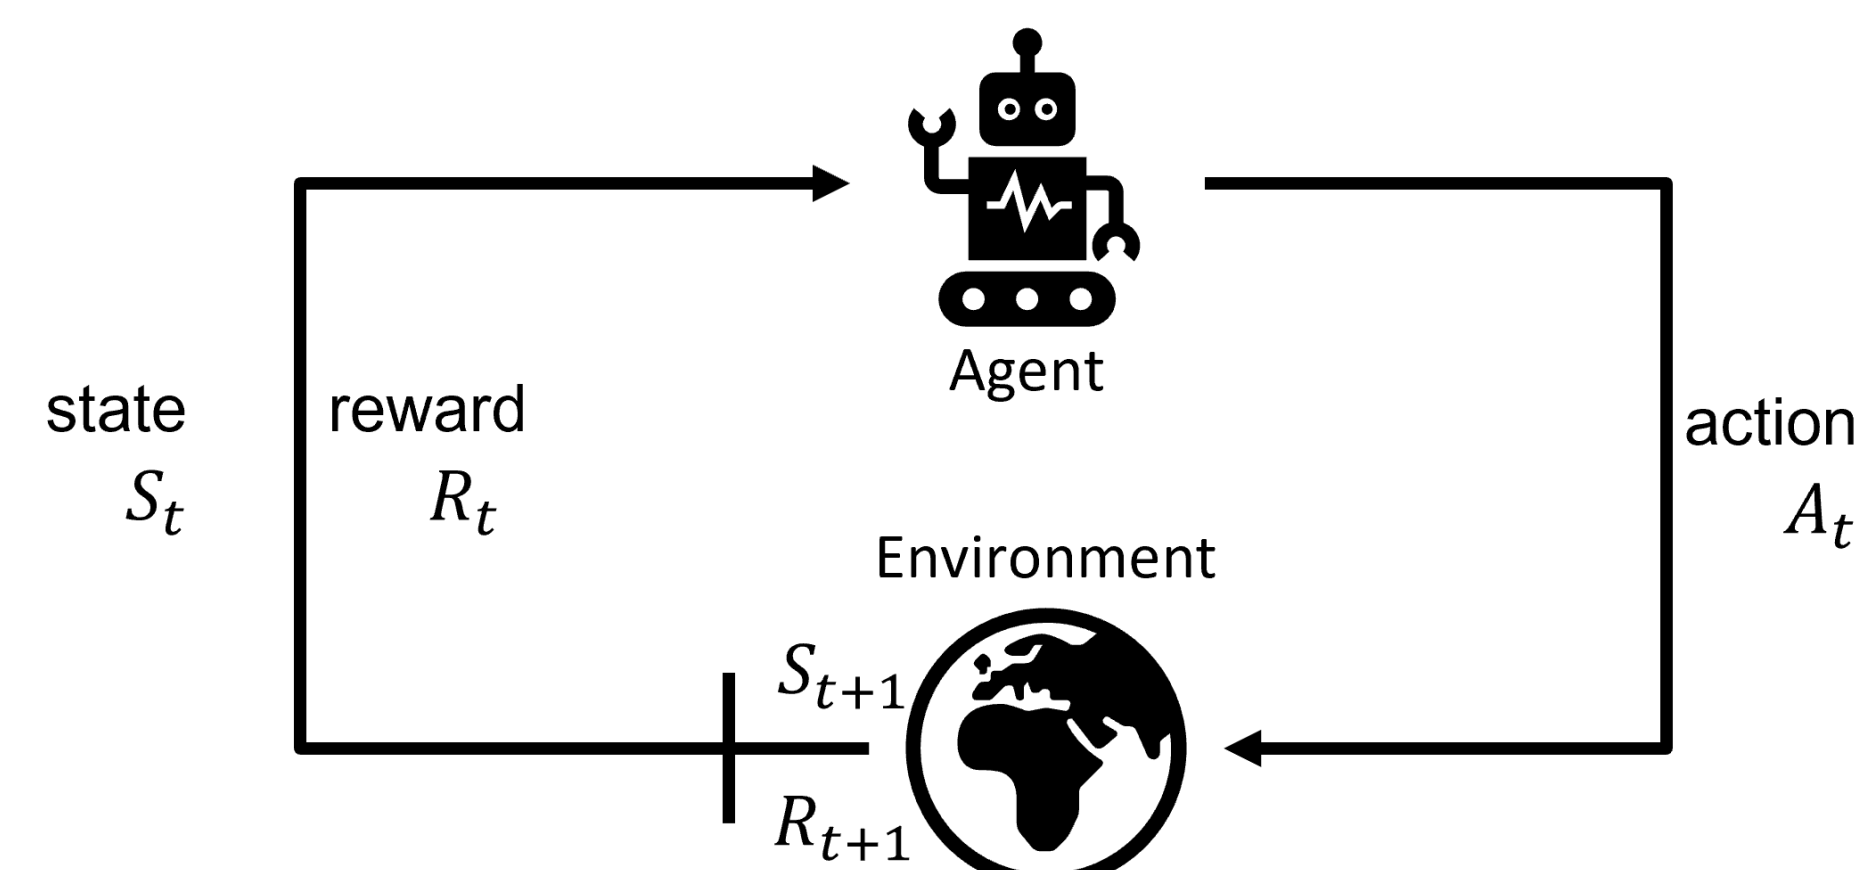 Agent
state
reward
action
S_t
R_t
A_t
Environment
S_{t+1}
R_{t+1}